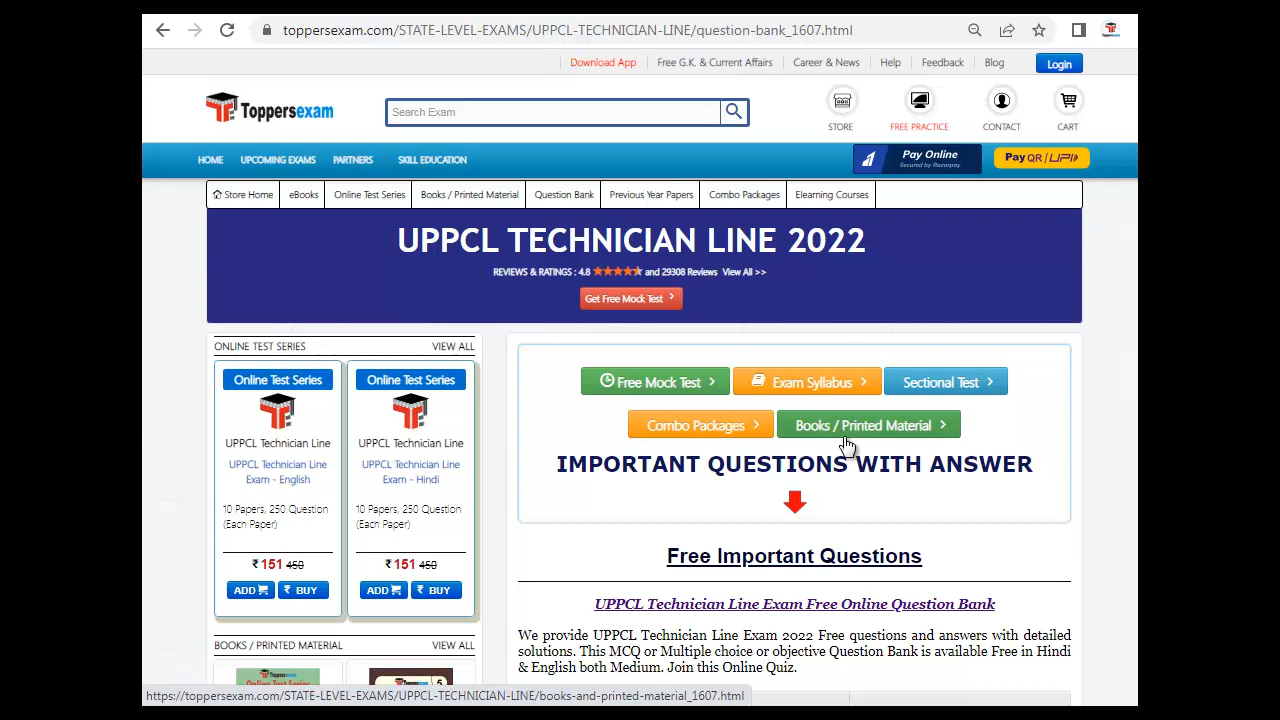 toppersexam.com/STATE-LEVEL-EXAMS/UPPCL-TECHNICIAN-LINE/question-bank_1607.html
Download App Free G.K. & Current Affairs Career & News Help Feedback Blog Login
Toppersexam
Search Exam
STORE FREE PRACTICE CONTACT CART
HOME UPCOMING EXAMS PARTNERS SKILL EDUCATION
Pay Online
Secured by Razorpay
Pay QR / UPI
Store Home eBooks Online Test Series Books / Printed Material Question Bank Previous Year Papers Combo Packages Elearning Courses
UPPCL TECHNICIAN LINE 2022
REVIEWS & RATINGS : 4.8 and 29308 Reviews View All >>
Get Free Mock Test
ONLINE TEST SERIES VIEW ALL
Online Test Series
UPPCL Technician Line
UPPCL Technician Line
Exam - English
10 Papers, 250 Question
(Each Paper)
₹ 151 450
ADD ₹ BUY
Online Test Series
UPPCL Technician Line
UPPCL Technician Line
Exam - Hindi
10 Papers, 250 Question
(Each Paper)
₹ 151 450
ADD ₹ BUY
BOOKS / PRINTED MATERIAL VIEW ALL
Toppersexam
Free Mock Test Exam Syllabus Sectional Test
Combo Packages Books / Printed Material
IMPORTANT QUESTIONS WITH ANSWER
Free Important Questions
UPPCL Technician Line Exam Free Online Question Bank
We provide UPPCL Technician Line Exam 2022 Free questions and answers with detailed
solutions. This MCQ or Multiple choice or objective Question Bank is available Free in Hindi
& English both Medium. Join this Online Quiz.
https://toppersexam.com/STATE-LEVEL-EXAMS/UPPCL-TECHNICIAN-LINE/books-and-printed-material_1607.html